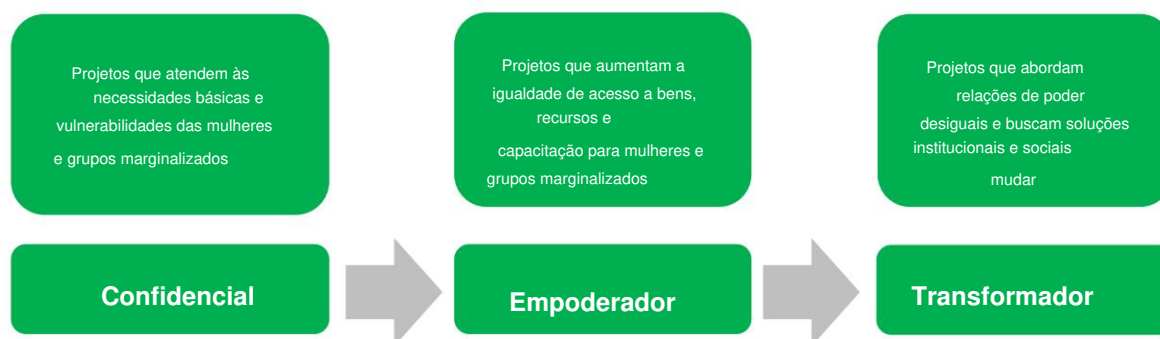 Projetos que atendem às
necessidades básicas e
vulnerabilidades das mulheres
e grupos marginalizados
Projetos que aumentam a
igualdade de acesso a bens,
recursos e
capacitação para mulheres e
grupos marginalizados
Projetos que abordam
relações de poder
desiguais e buscam soluções
institucionais e sociais
mudar
Confidencial
Empoderador
Transformador